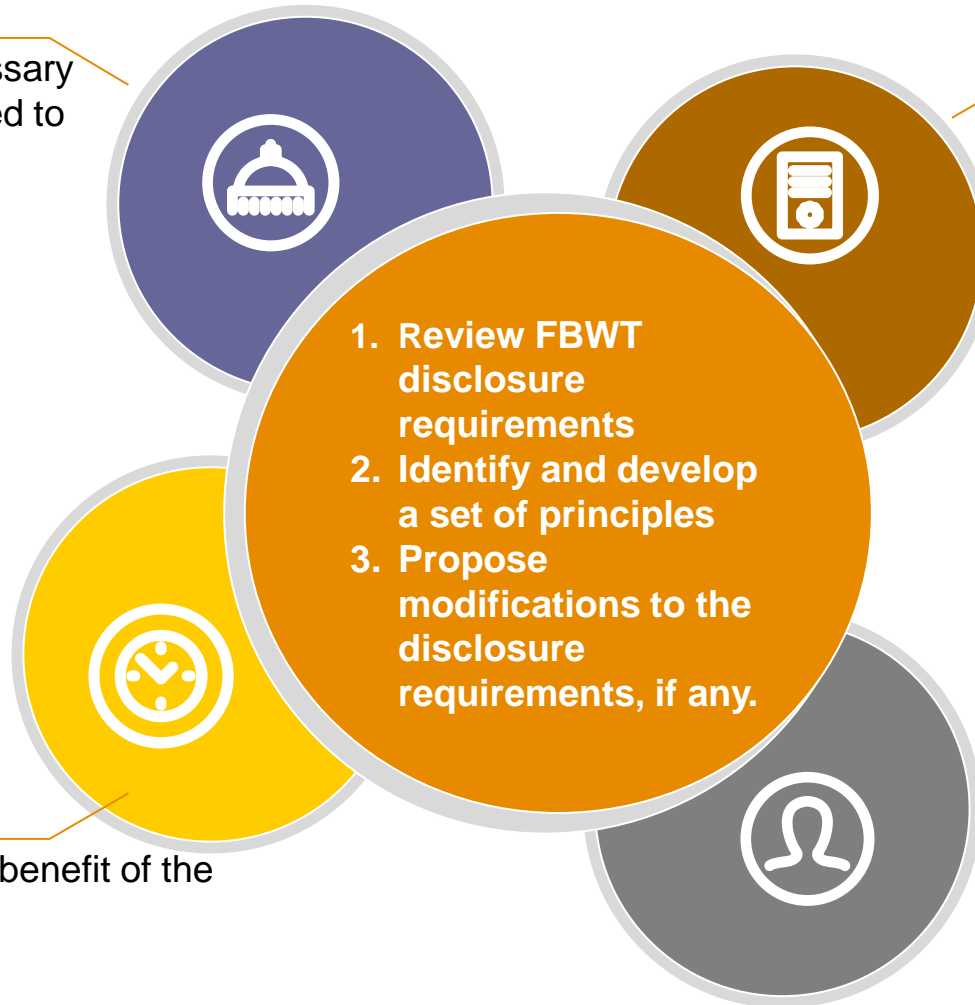 ssary
ed to
1. Review FBWT
disclosure
requirements
2. Identify and develop
a set of principles
3. Propose
modifications to the
disclosure
requirements, if any.
benefit of the